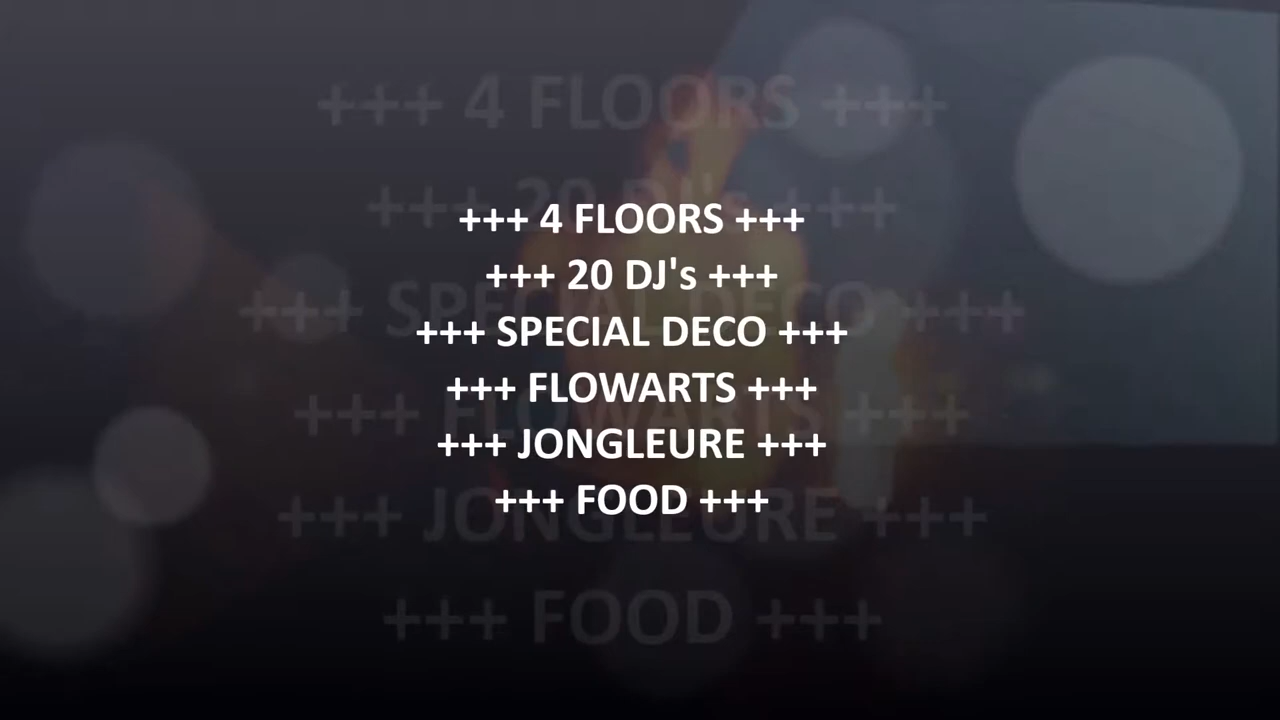 +++ 4 FLOORS +++
+++ 20 DJ's +++
+++ SPECIAL DECO +++
+++ FLOWARTS +++
+++ JONGLEURE +++
+++ FOOD +++